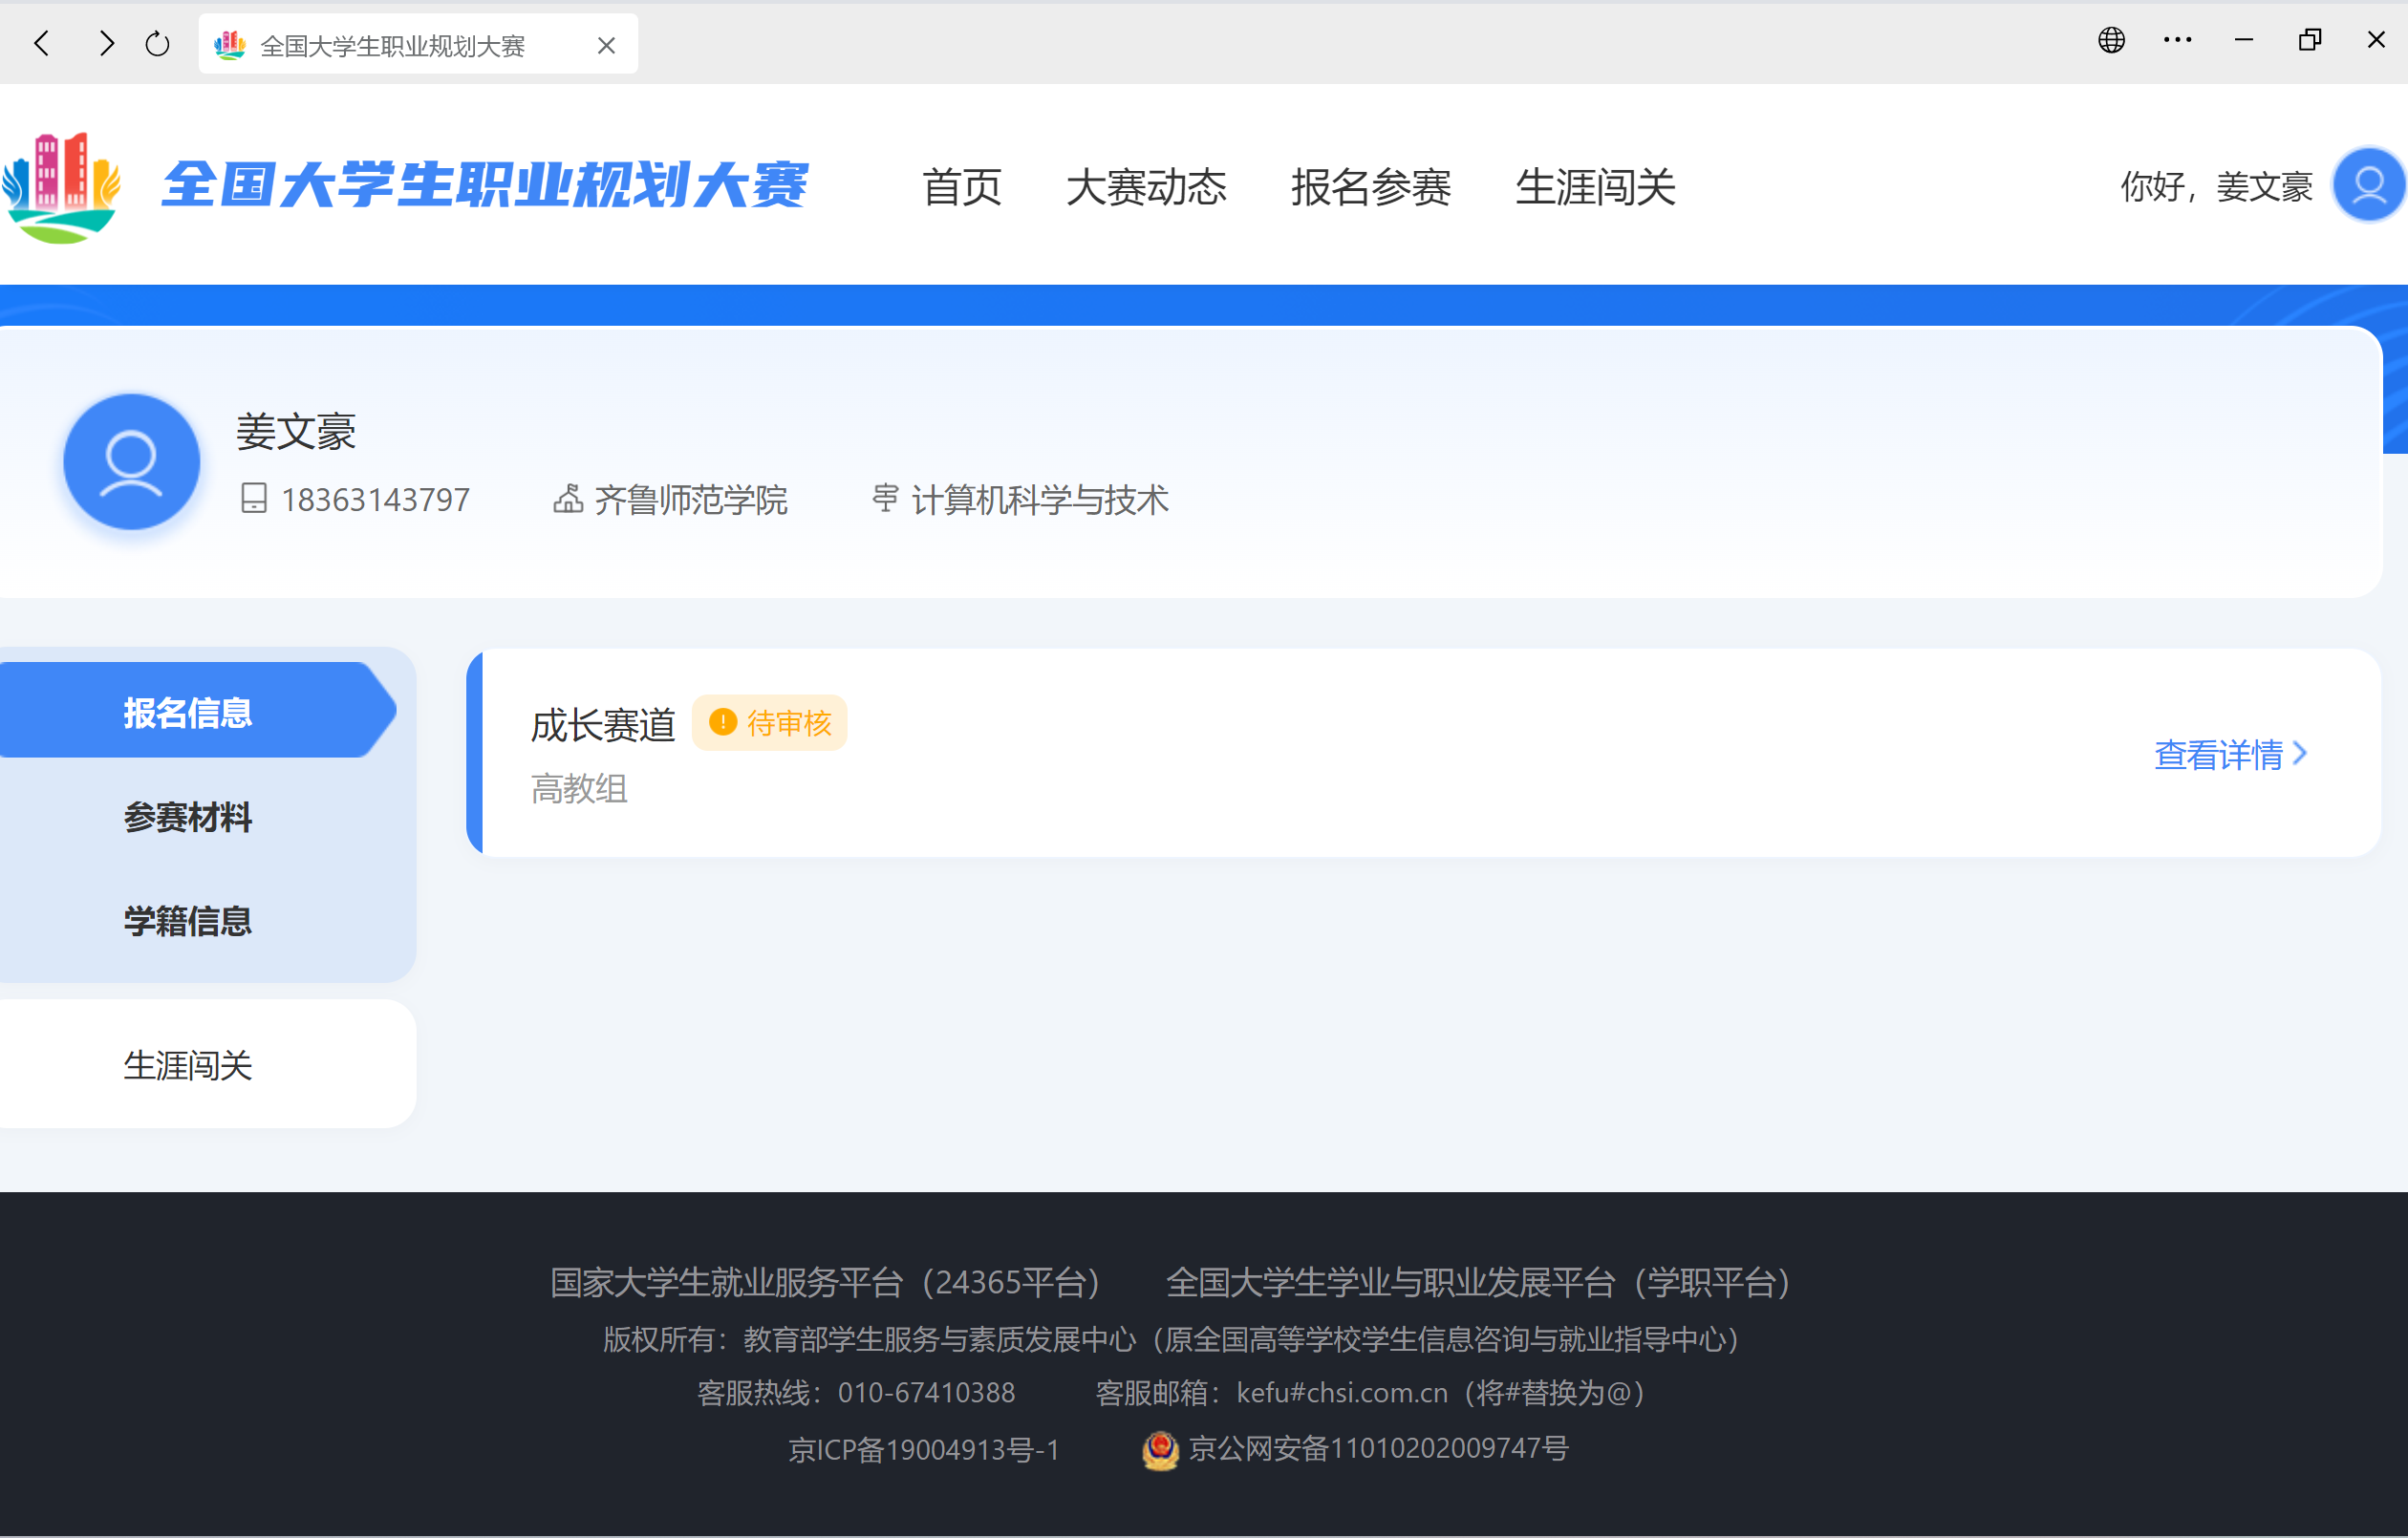 全国大学生职业规划大赛
全国大学生职业规划大赛 首页 大赛动态 报名参赛 生涯闯关 你好，姜文豪
姜文豪
18363143797 齐鲁师范学院 计算机科学与技术
报名信息
参赛材料
学籍信息
生涯闯关
成长赛道 待审核
高教组
查看详情
国家大学生就业服务平台（24365平台） 全国大学生学业与职业发展平台（学职平台）
版权所有：教育部学生服务与素质发展中心（原全国高等学校学生信息咨询与就业指导中心）
客服热线：010-67410388 客服邮箱：kefu#chsi.com.cn（将#替换为@）
京ICP备19004913号-1 京公网安备11010202009747号